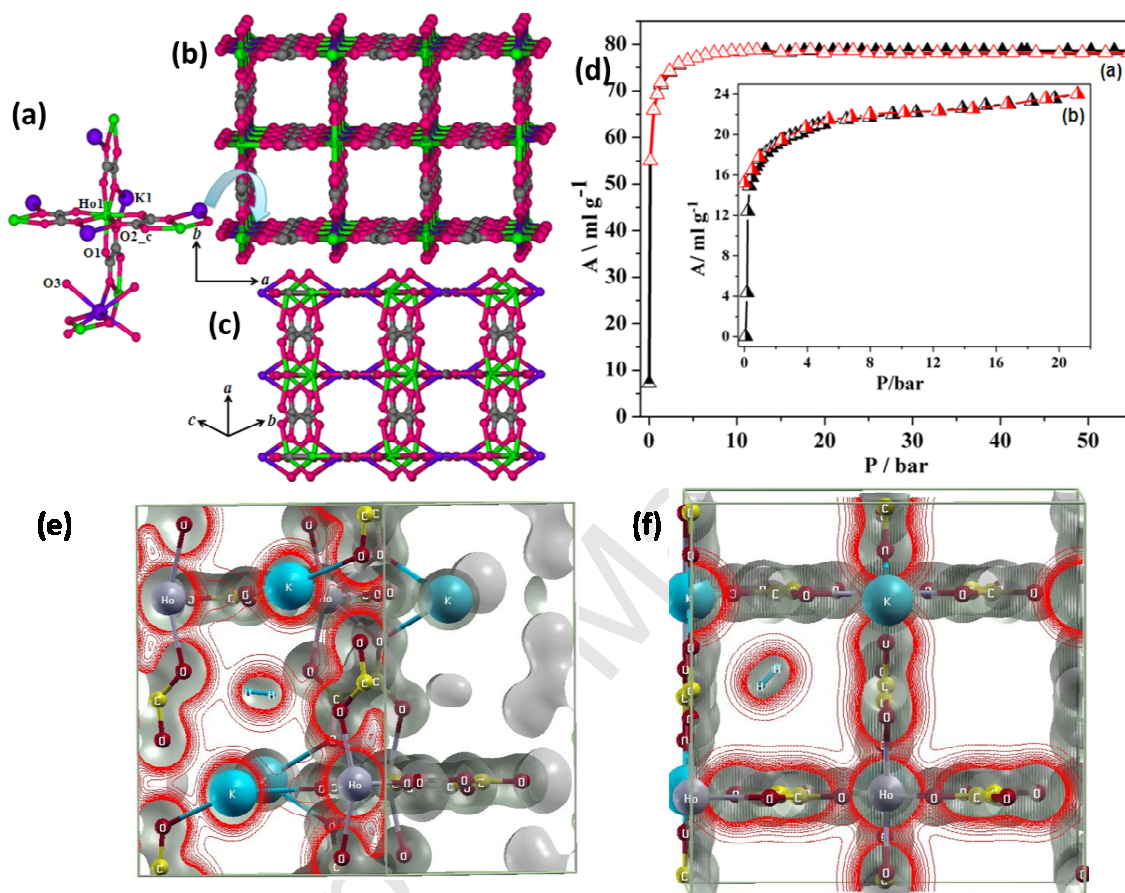 (a)
Ho1
K1
O2_c
O1
O3
(b)
b
a
(c)
a
c
b
(d)
A \ ml g-1
80
70
60
50
40
30
20
10
0
0
10
20
30
40
50
P / bar
(a)
A/ ml g-1
24
20
16
12
8
4
0
0
4
8
12
16
20
P/bar
(b)
(e)
O
O
C
C
O
O
Ho
O
C
O
K
Ho
O
C
O
K
O
O
C
O
H
H
C
C
C
O
O
O
K
O
O
Ho
C
O
C
O
C
O
O
C
O
O
(f)
C
O
K
O
C
O
C
O
K
O
C
O
C
O
O
H
H
C
O
C
O
Ho
O
C
O
Ho
O
C
O
O
C
M